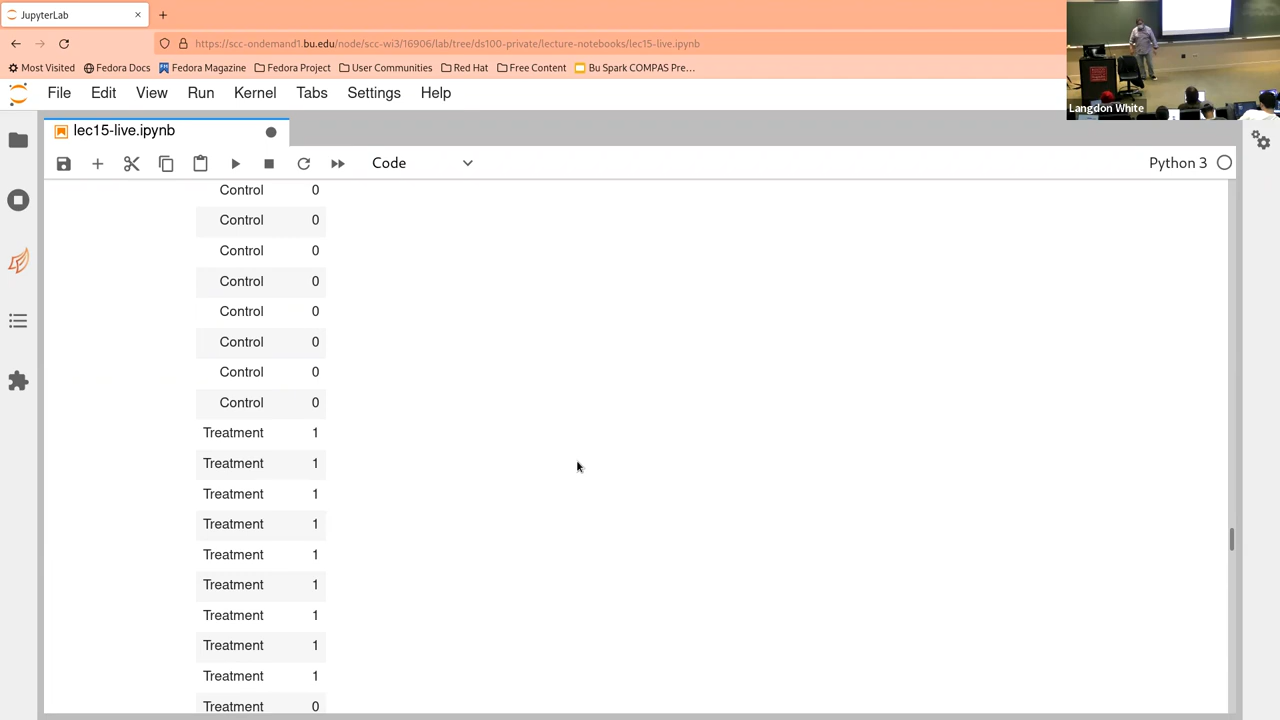 JupyterLab
https://scc-ondemand1.bu.edu/node/scc-wi3/16906/lab/tree/ds100-private/lecture-notebooks/lec15-live.ipynb
Most Visited Fedora Docs Fedora Magazine Fedora Project User Communities Red Hat Free Content Bu Spark COMPAS Pre…
Langdon White
File Edit View Run Kernel Tabs Settings Help
lec15-live.ipynb
Code Python 3
Control 0
Control 0
Control 0
Control 0
Control 0
Control 0
Control 0
Control 0
Treatment 1
Treatment 1
Treatment 1
Treatment 1
Treatment 1
Treatment 1
Treatment 1
Treatment 1
Treatment 1
Treatment 0